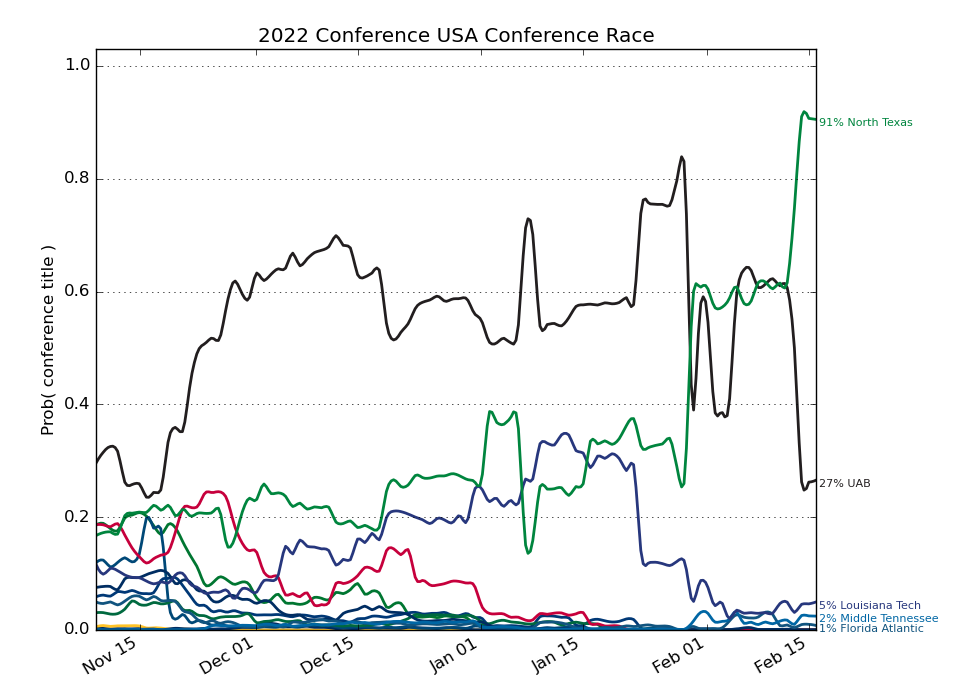 2022 Conference USA Conference Race
1.0
0.8
0.6
0.4
0.2
0.0
Prob( conference title )
Nov 15
Dec 01
Dec 15
Jan 01
Jan 15
Feb 01
Feb 15
91% North Texas
27% UAB
5% Louisiana Tech
2% Middle Tennessee
1% Florida Atlantic